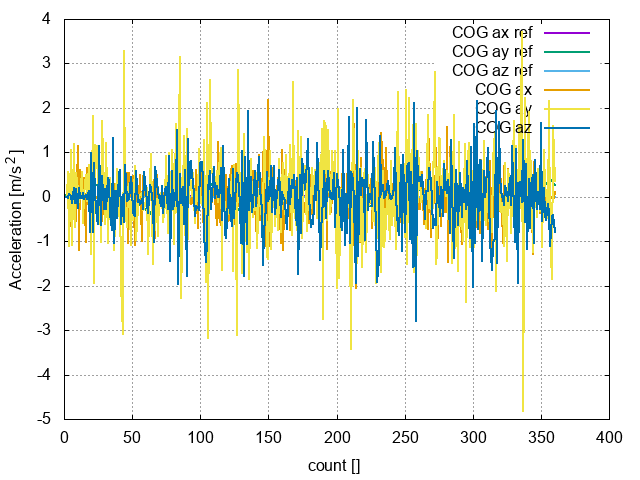 COG ax ref
COG ay ref
COG az ref
COG ax
COG ay
COG az
4
3
2
1
0
-1
-2
-3
-4
-5
Acceleration [m/s²]
0 50 100 150 200 250 300 350 400
count []